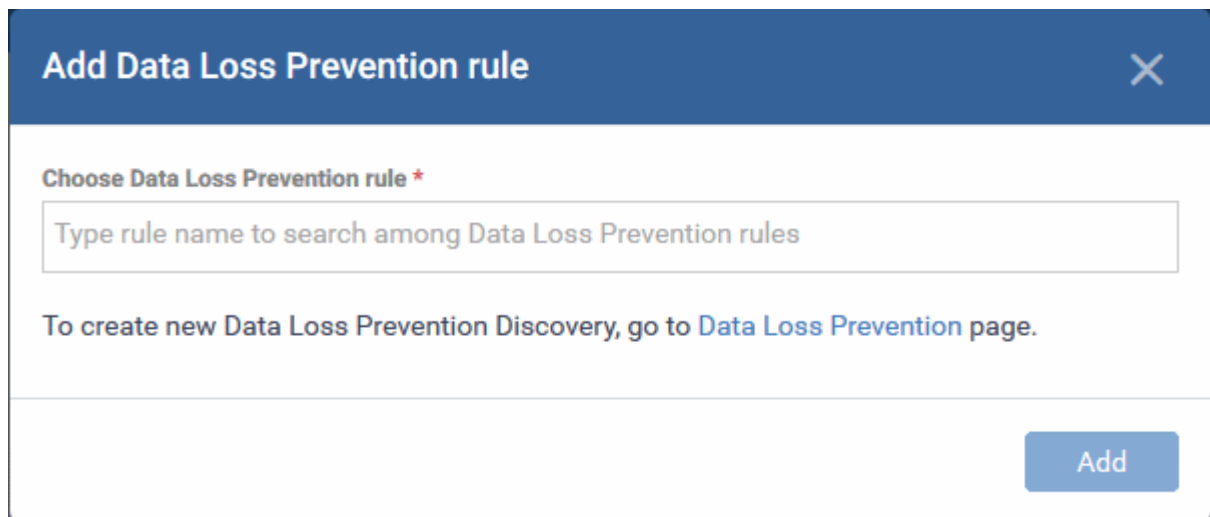 Add Data Loss Prevention rule
Choose Data Loss Prevention rule *
Type rule name to search among Data Loss Prevention rules
To create new Data Loss Prevention Discovery, go to Data Loss Prevention page.
Add